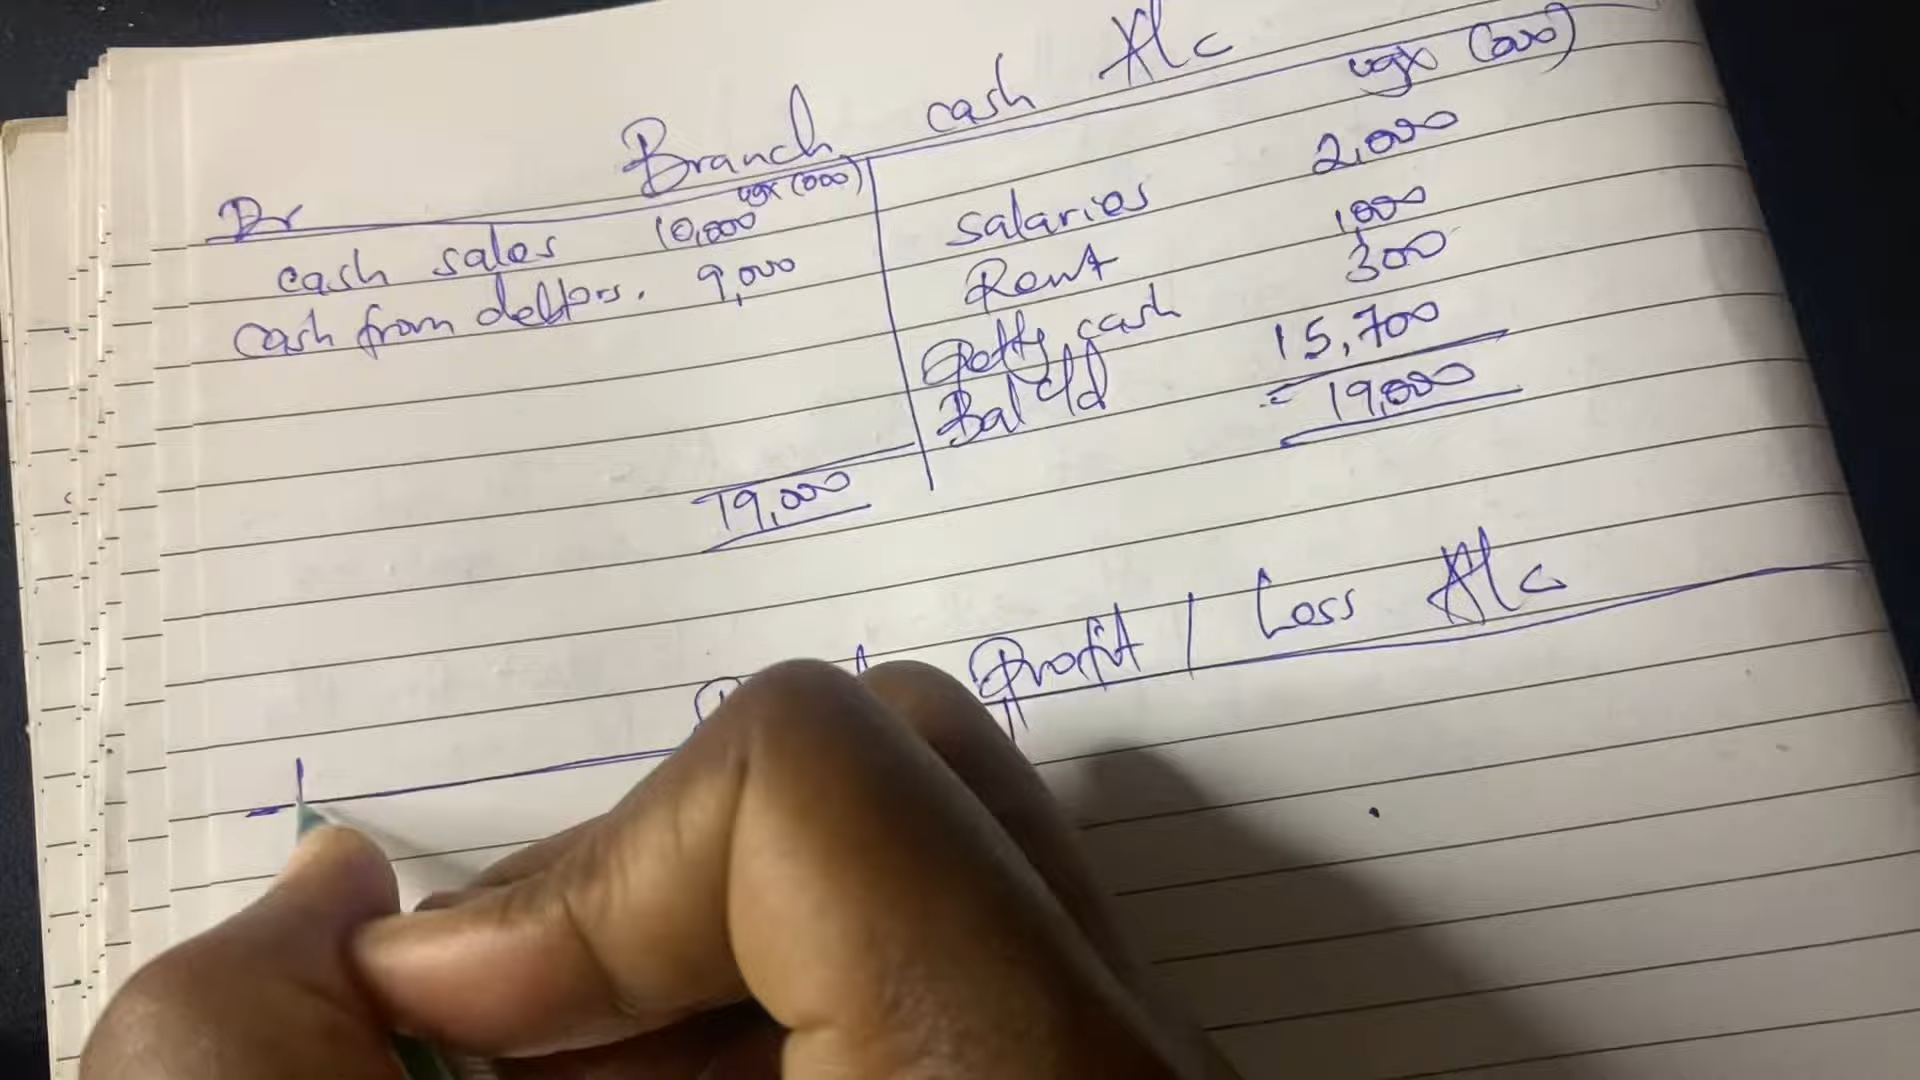 Branch cash A/c
Dr ugx (000) ugx (000)
cash sales 10,000 salaries 2,000
cash from debtors. 9,000 Rent 1,000
Petty cash 300
Bal c/d 15,700
19,000 19,000
Profit / Loss A/c